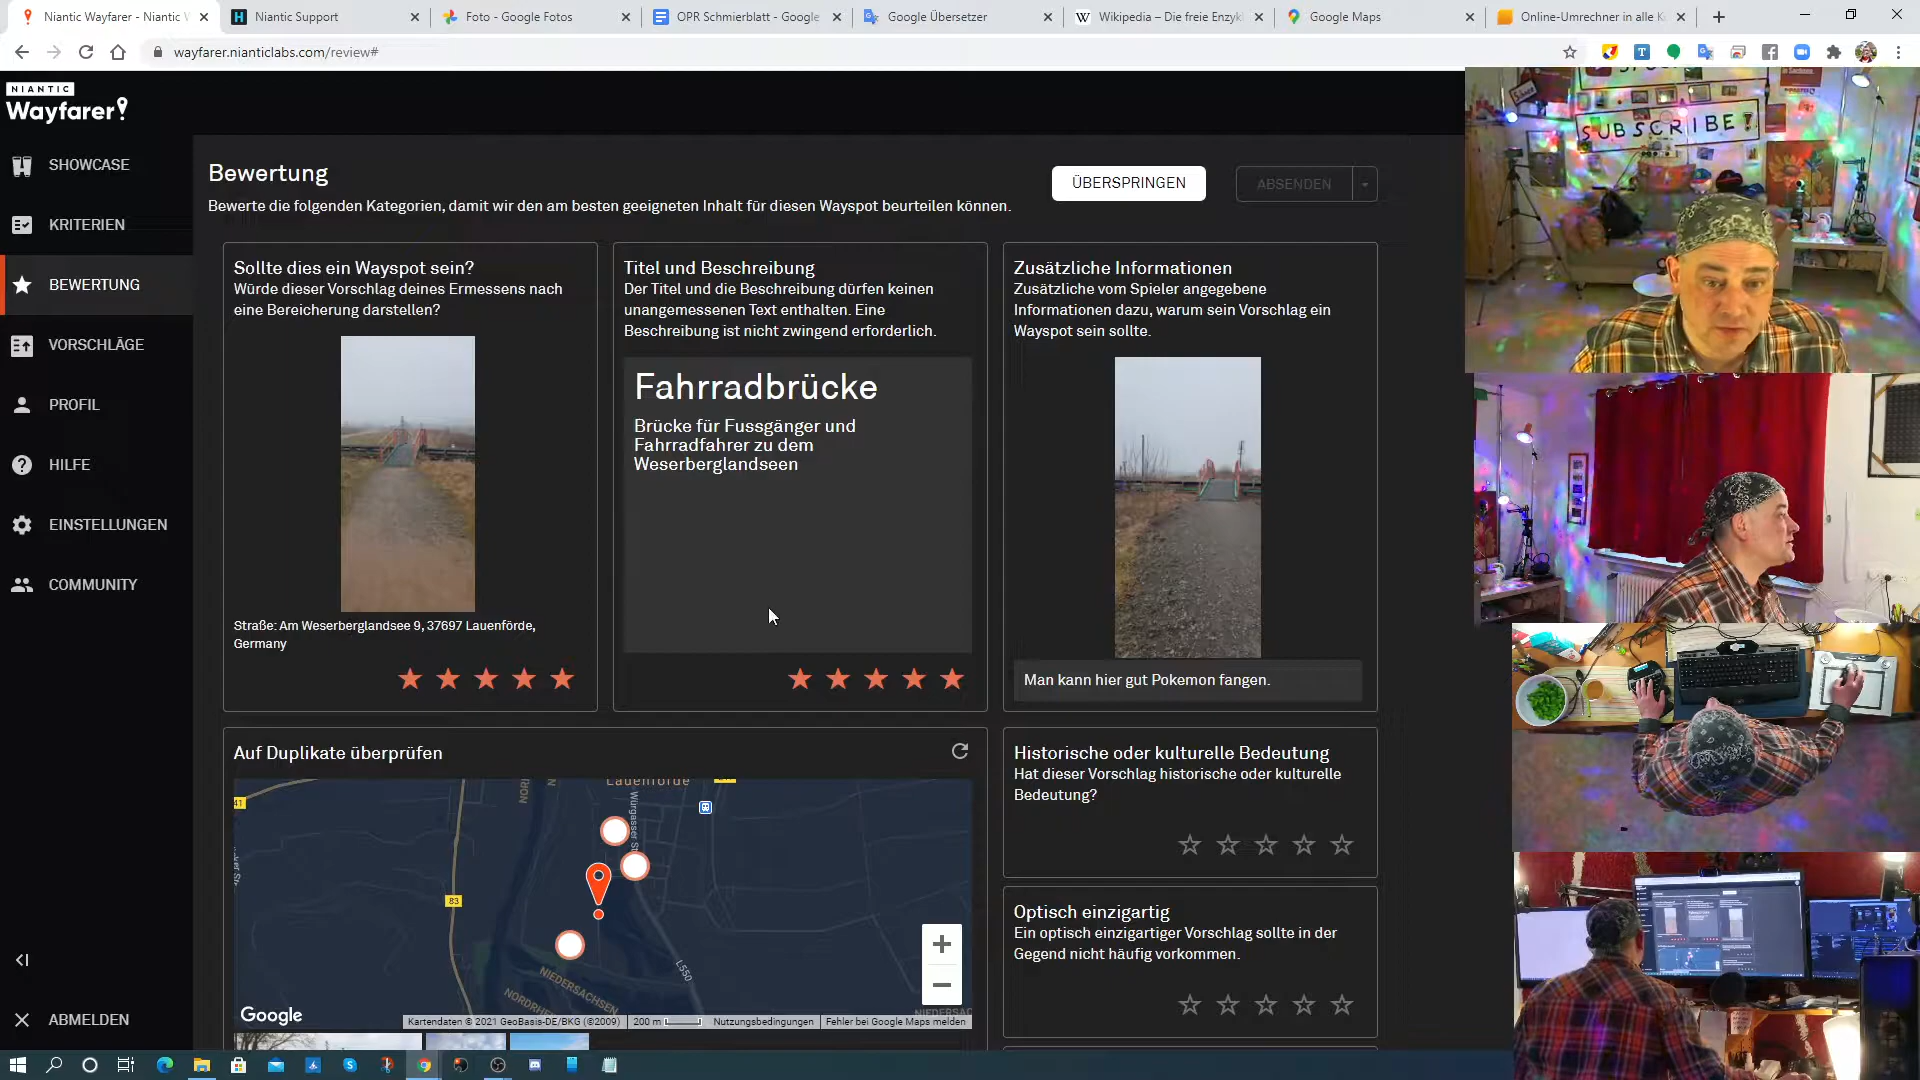 Niantic Wayfarer - Niantic W
Niantic Support
Foto - Google Fotos
OPR Schmierblatt - Google
Google Übersetzer
Wikipedia – Die freie Enzykl
Google Maps
Online-Umrechner in alle K
wayfarer.nianticlabs.com/review#
NIANTIC
Wayfarer
SHOWCASE
KRITERIEN
BEWERTUNG
VORSCHLÄGE
PROFIL
HILFE
EINSTELLUNGEN
COMMUNITY
ABMELDEN
Bewertung
Bewerte die folgenden Kategorien, damit wir den am besten geeigneten Inhalt für diesen Wayspot beurteilen können.
ÜBERSPRINGEN
ABSENDEN
Sollte dies ein Wayspot sein?
Würde dieser Vorschlag deines Ermessens nach
eine Bereicherung darstellen?
Straße: Am Weserberglandsee 9, 37697 Lauenförde,
Germany
Titel und Beschreibung
Der Titel und die Beschreibung dürfen keinen
unangemessenen Text enthalten. Eine
Beschreibung ist nicht zwingend erforderlich.
Fahrradbrücke
Brücke für Fussgänger und
Fahrradfahrer zu dem
Weserberglandseen
Zusätzliche Informationen
Zusätzliche vom Spieler angegebene
Informationen dazu, warum sein Vorschlag ein
Wayspot sein sollte.
Man kann hier gut Pokemon fangen.
Auf Duplikate überprüfen
Lauenförde
41
83
Würgasser Str
L550
NIEDERSACHSEN
Google
Kartendaten © 2021 GeoBasis-DE/BKG (©2009)
200 m
Nutzungsbedingungen
Fehler bei Google Maps melden
Historische oder kulturelle Bedeutung
Hat dieser Vorschlag historische oder kulturelle
Bedeutung?
Optisch einzigartig
Ein optisch einzigartiger Vorschlag sollte in der
Gegend nicht häufig vorkommen.
SUBSCRIBE!